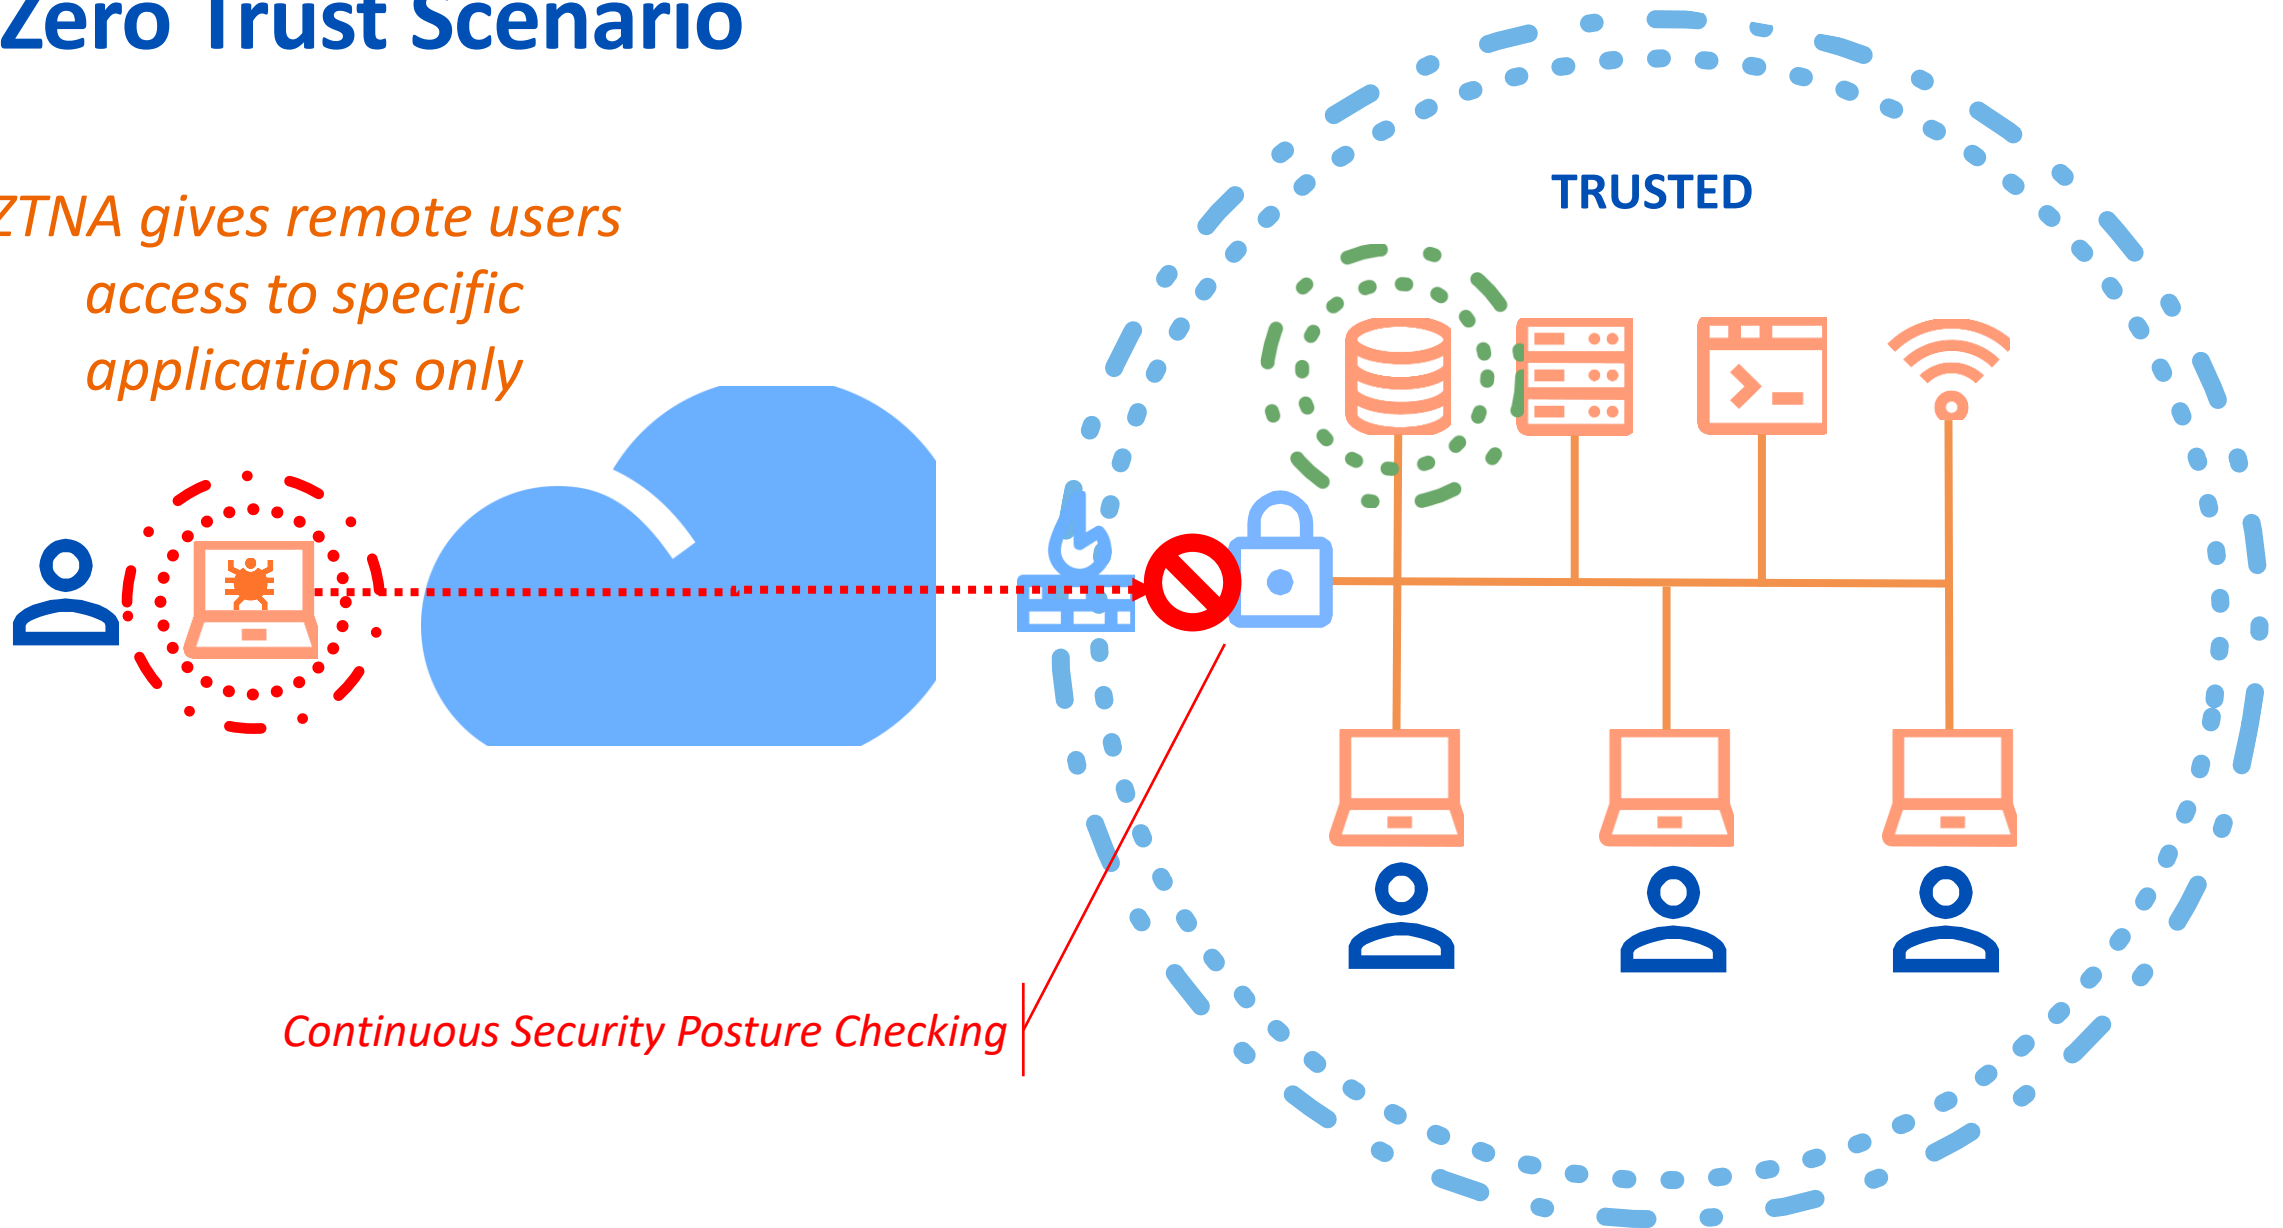 Zero Trust Scenario
ZTNA gives remote users
access to specific
applications only
TRUSTED
Continuous Security Posture Checking